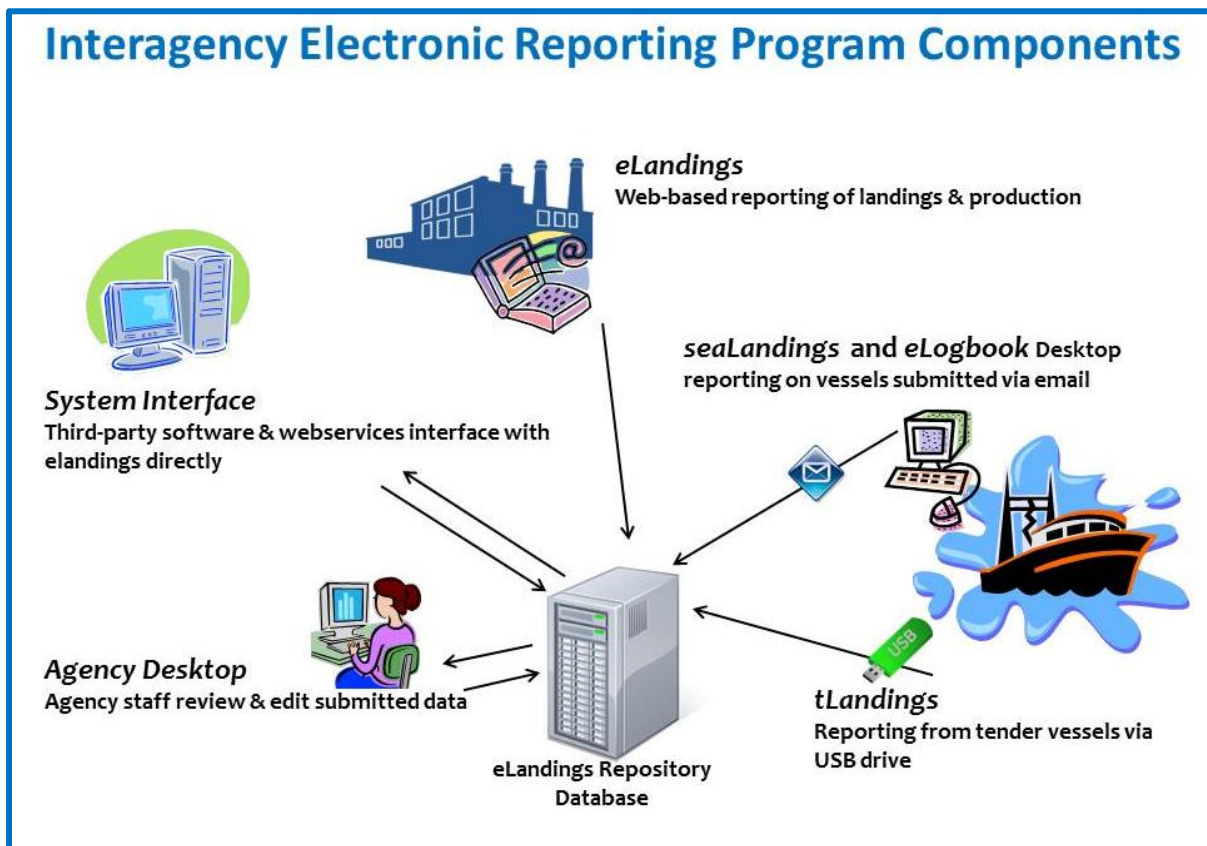 Interagency Electronic Reporting Program Components
eLandings
Web-based reporting of landings & production
System Interface
Third-party software & webservices interface with
elandings directly
seaLandings and eLogbook Desktop
reporting on vessels submitted via email
Agency Desktop
Agency staff review & edit submitted data
USB
tLandings
Reporting from tender vessels via
USB drive
eLandings Repository
Database